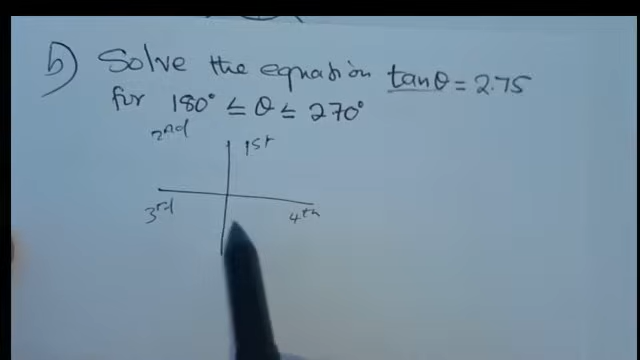 b) Solve the equation tanθ = 2.75
for 180° ≤ θ ≤ 270°
2nd 1st
3rd 4th